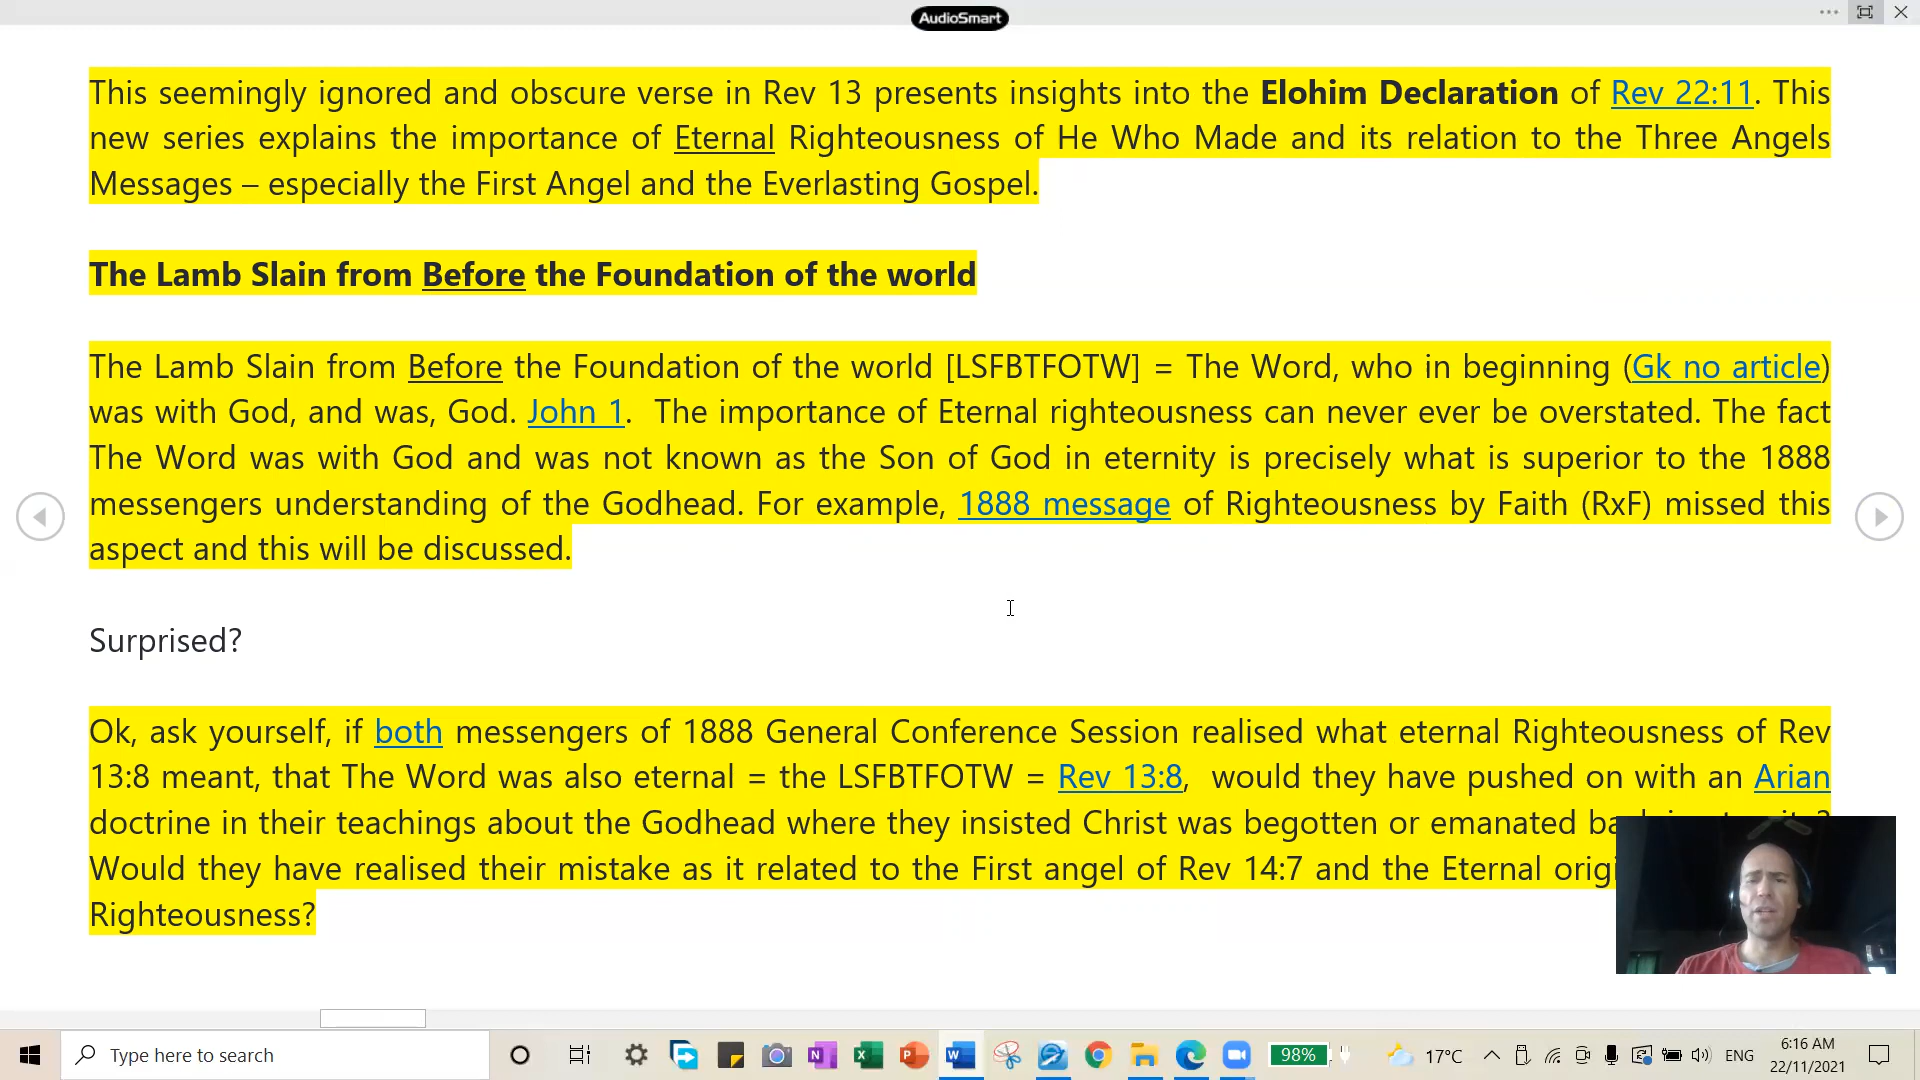 AudioSmart
This seemingly ignored and obscure verse in Rev 13 presents insights into the Elohim Declaration of Rev 22:11. This
new series explains the importance of Eternal Righteousness of He Who Made and its relation to the Three Angels
Messages – especially the First Angel and the Everlasting Gospel.
The Lamb Slain from Before the Foundation of the world
The Lamb Slain from Before the Foundation of the world [LSFBTFOTW] = The Word, who in beginning (Gk no article)
was with God, and was, God. John 1.  The importance of Eternal righteousness can never ever be overstated. The fact
The Word was with God and was not known as the Son of God in eternity is precisely what is superior to the 1888
messengers understanding of the Godhead. For example, 1888 message of Righteousness by Faith (RxF) missed this
aspect and this will be discussed.
Surprised?
Ok, ask yourself, if both messengers of 1888 General Conference Session realised what eternal Righteousness of Rev
13:8 meant, that The Word was also eternal = the LSFBTFOTW = Rev 13:8,  would they have pushed on with an Arian
doctrine in their teachings about the Godhead where they insisted Christ was begotten or emanated
Would they have realised their mistake as it related to the First angel of Rev 14:7 and the Eternal
Righteousness?
Type here to search
98%
17°C
ENG
6:16 AM
22/11/2021